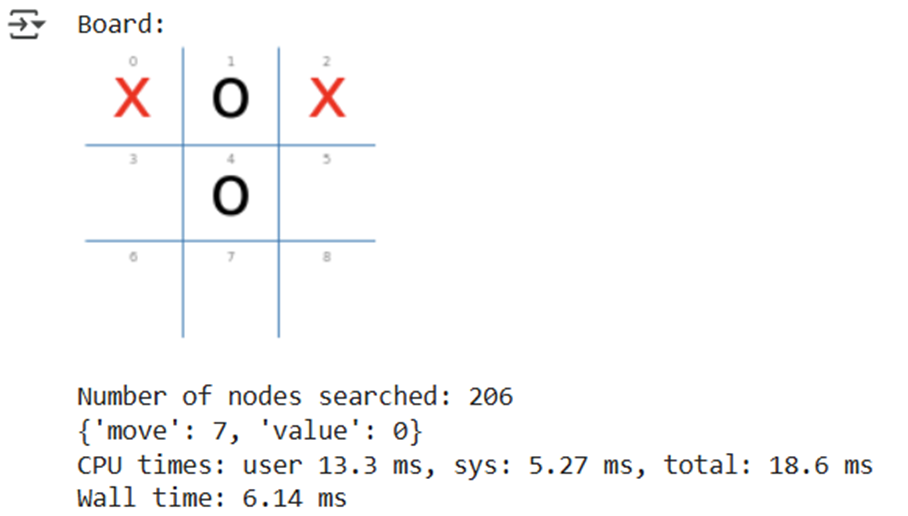 Board:
0 1 2
X O X
3 4 5
O
6 7 8
Number of nodes searched: 206
{'move': 7, 'value': 0}
CPU times: user 13.3 ms, sys: 5.27 ms, total: 18.6 ms
Wall time: 6.14 ms